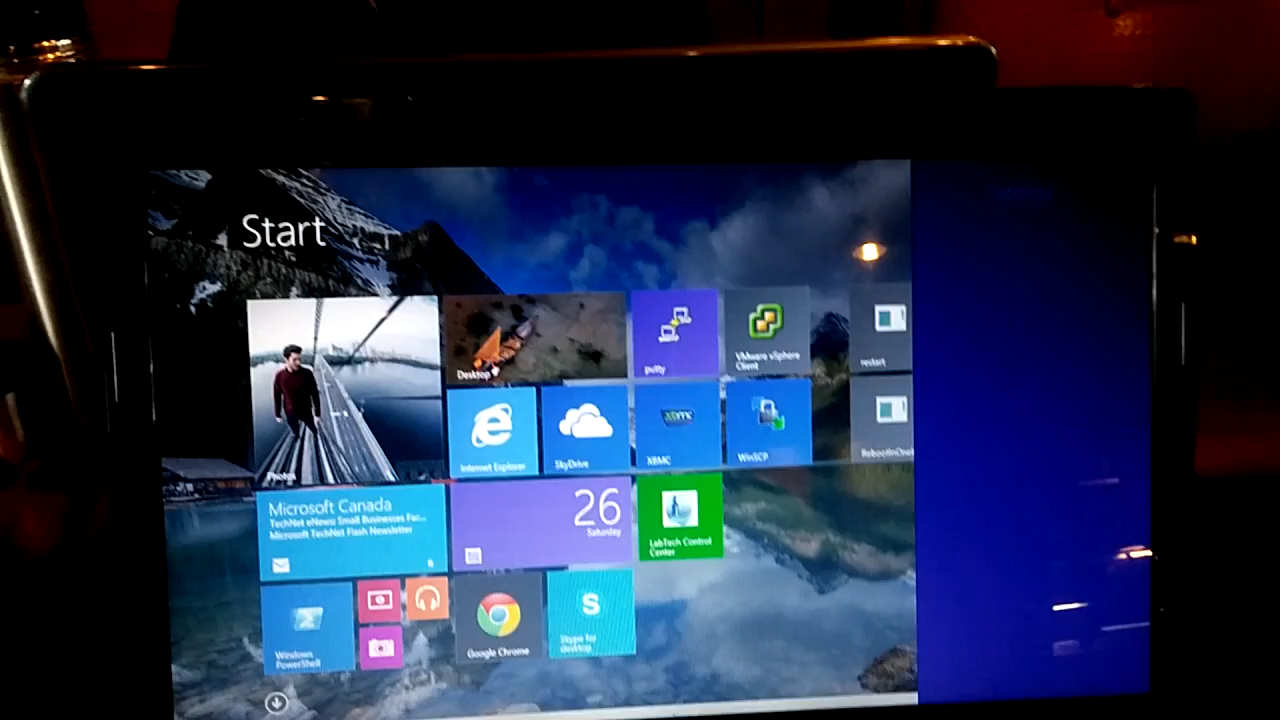 Start
Photos
Desktop
putty
VMware vSphere
Client
restart
Internet Explorer
SkyDrive
XBMC
WinSCP
Microsoft Canada
TechNet eNews: Small Businesses Fac...
Microsoft TechNet Flash Newsletter
26
Saturday
LabTech Control
Center
Windows
PowerShell
Google Chrome
S
Skype for
desktop